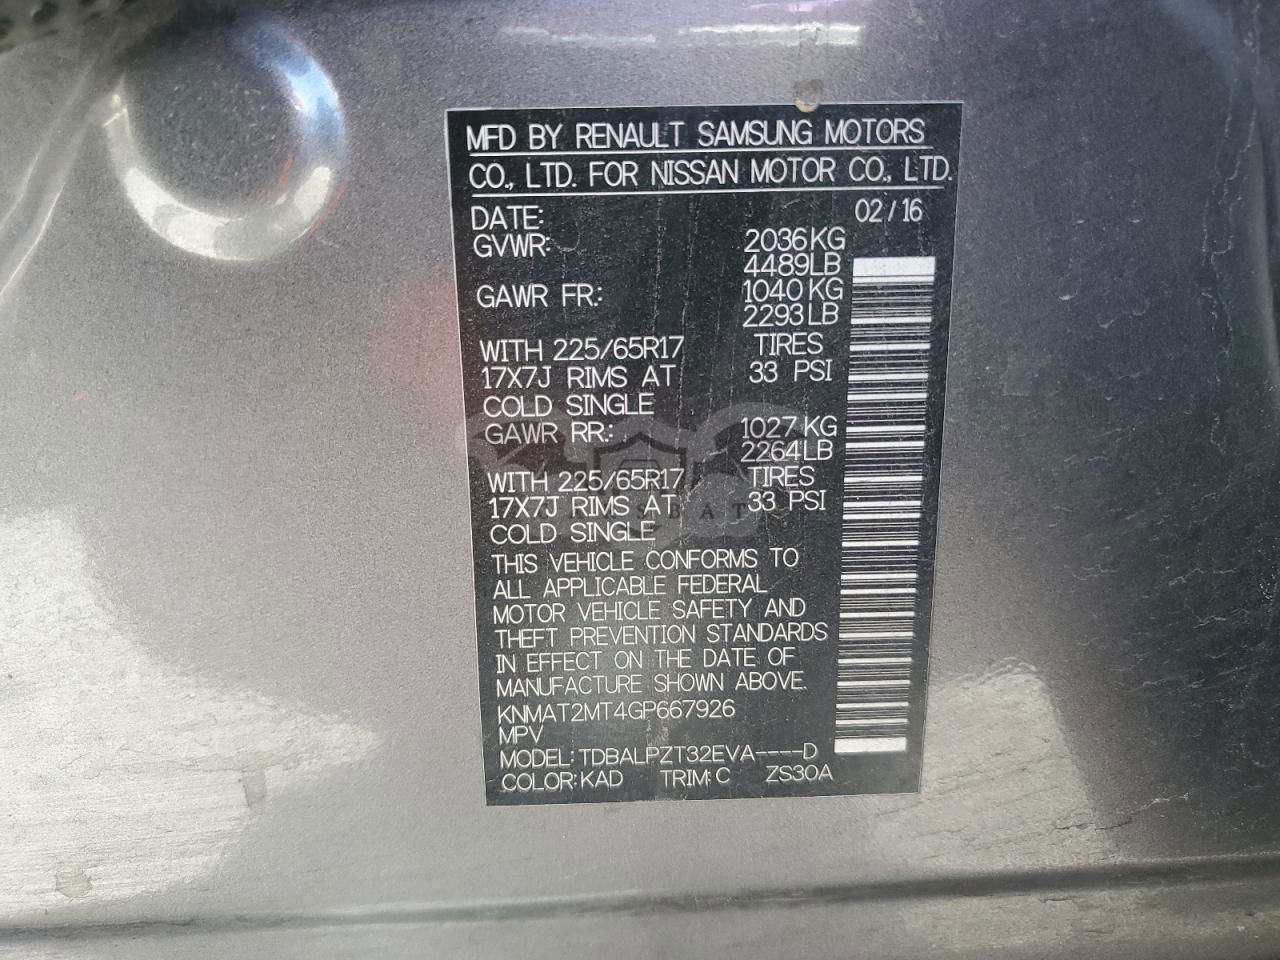 MFD BY RENAULT SAMSUNG MOTORS
CO., LTD. FOR NISSAN MOTOR CO., LTD.
DATE: 02/16
GVWR: 2036KG
4489LB
GAWR FR.: 1040KG
2293LB
WITH 225/65R17 TIRES
17X7J RIMS AT 33 PSI
COLD SINGLE
GAWR RR.: 1027KG
2264LB
WITH 225/65R17 TIRES
17X7J RIMS AT 33 PSI
COLD SINGLE
THIS VEHICLE CONFORMS TO
ALL APPLICABLE FEDERAL
MOTOR VEHICLE SAFETY AND
THEFT PREVENTION STANDARDS
IN EFFECT ON THE DATE OF
MANUFACTURE SHOWN ABOVE.
KNMAT2MT4GP667926
MPV
MODEL: TDBALPZT32EVA----D
COLOR: KAD TRIM: C ZS30A